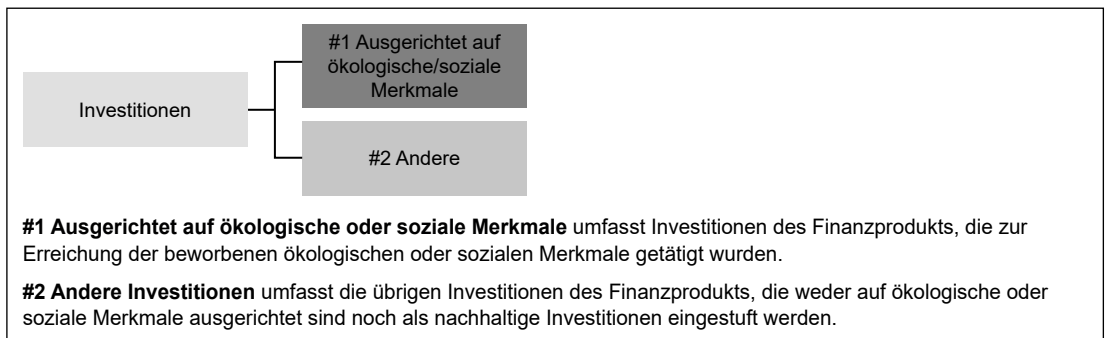 #1 Ausgerichtet auf
ökologische/soziale
Merkmale
Investitionen
#2 Andere
#1 Ausgerichtet auf ökologische oder soziale Merkmale umfasst Investitionen des Finanzprodukts, die zur
Erreichung der beworbenen ökologischen oder sozialen Merkmale getätigt wurden.
#2 Andere Investitionen umfasst die übrigen Investitionen des Finanzprodukts, die weder auf ökologische oder
soziale Merkmale ausgerichtet sind noch als nachhaltige Investitionen eingestuft werden.